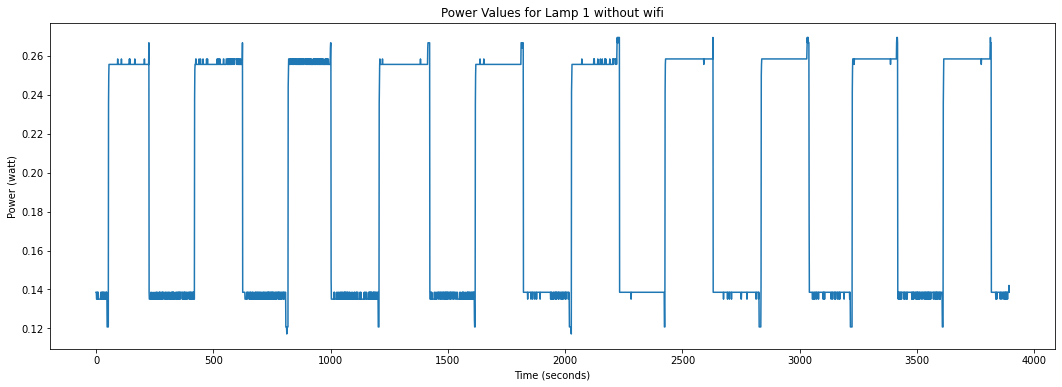 Power Values for Lamp 1 without wifi
Power (watt)
0.26
0.24
0.22
0.20
0.18
0.16
0.14
0.12
0 500 1000 1500 2000 2500 3000 3500 4000
Time (seconds)